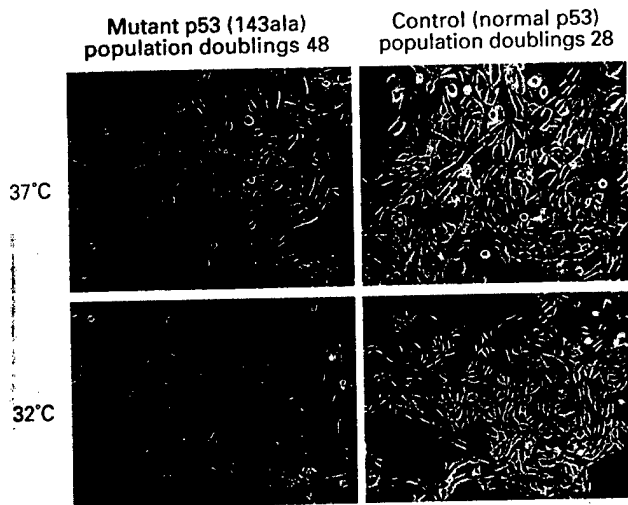 Mutant p53 (143ala)
population doublings 48
Control (normal p53)
population doublings 28
37°C
32°C